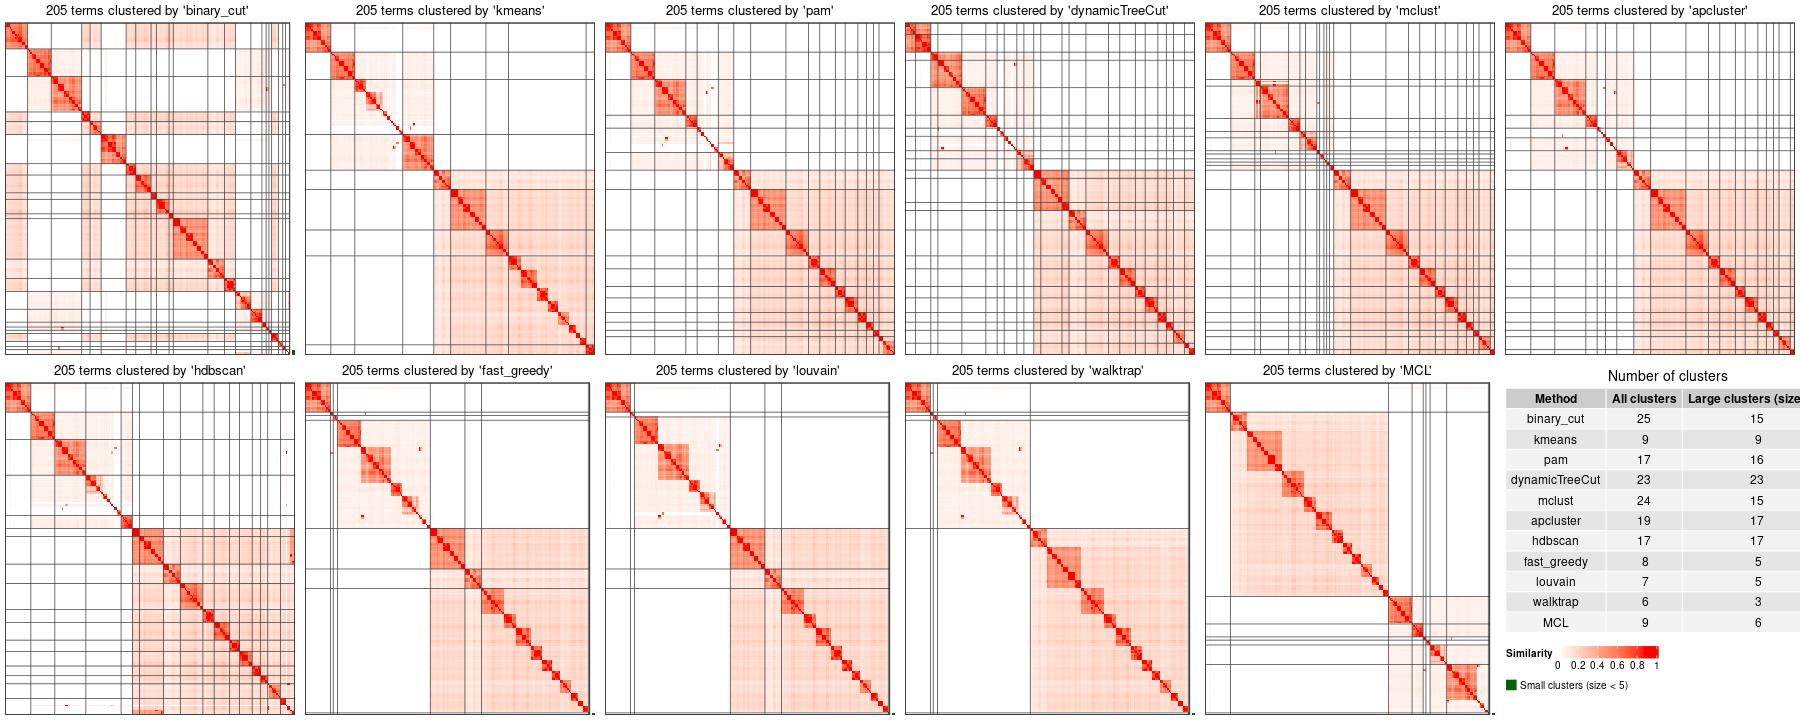 205 terms clustered by 'binary_cut'
205 terms clustered by 'kmeans'
205 terms clustered by 'pam'
205 terms clustered by 'dynamicTreeCut'
205 terms clustered by 'mclust'
205 terms clustered by 'apcluster'
205 terms clustered by 'hdbscan'
205 terms clustered by 'fast_greedy'
205 terms clustered by 'louvain'
205 terms clustered by 'walktrap'
205 terms clustered by 'MCL'
Number of clusters
Method All clusters Large clusters (size
binary_cut 25 15
kmeans 9 9
pam 17 16
dynamicTreeCut 23 23
mclust 24 15
apcluster 19 17
hdbscan 17 17
fast_greedy 8 5
louvain 7 5
walktrap 6 3
MCL 9 6
Similarity
0 0.2 0.4 0.6 0.8 1
Small clusters (size < 5)